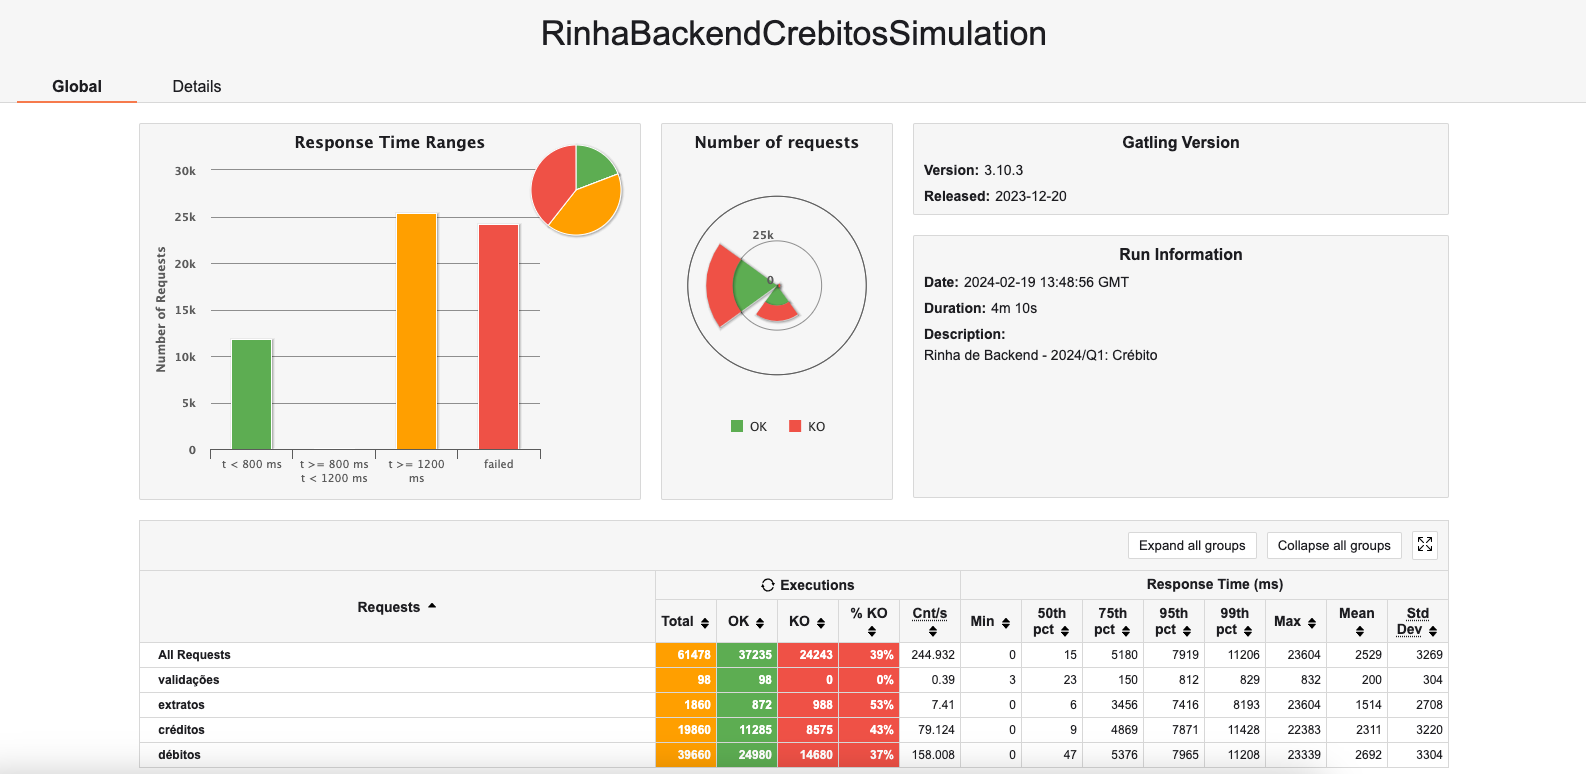 RinhaBackendCrebitosSimulation
Global Details
Response Time Ranges
30k
25k
20k
15k
10k
5k
0
Number of Requests
t < 800 ms
t >= 800 ms
t < 1200 ms
t >= 1200
ms
failed
Number of requests
25k
0
OK KO
Gatling Version
Version: 3.10.3
Released: 2023-12-20
Run Information
Date: 2024-02-19 13:48:56 GMT
Duration: 4m 10s
Description:
Rinha de Backend - 2024/Q1: Crébito
Expand all groups Collapse all groups
Requests Executions Response Time (ms)
Total OK KO % KO Cnt/s Min 50th pct 75th pct 95th pct 99th pct Max Mean Std Dev
All Requests 61478 37235 24243 39% 244.932 0 15 5180 7919 11206 23604 2529 3269
validações 98 98 0 0% 0.39 3 23 150 812 829 832 200 304
extratos 1860 872 988 53% 7.41 0 6 3456 7416 8193 23604 1514 2708
créditos 19860 11285 8575 43% 79.124 0 9 4869 7871 11428 22383 2311 3220
débitos 39660 24980 14680 37% 158.008 0 47 5376 7965 11208 23339 2692 3304